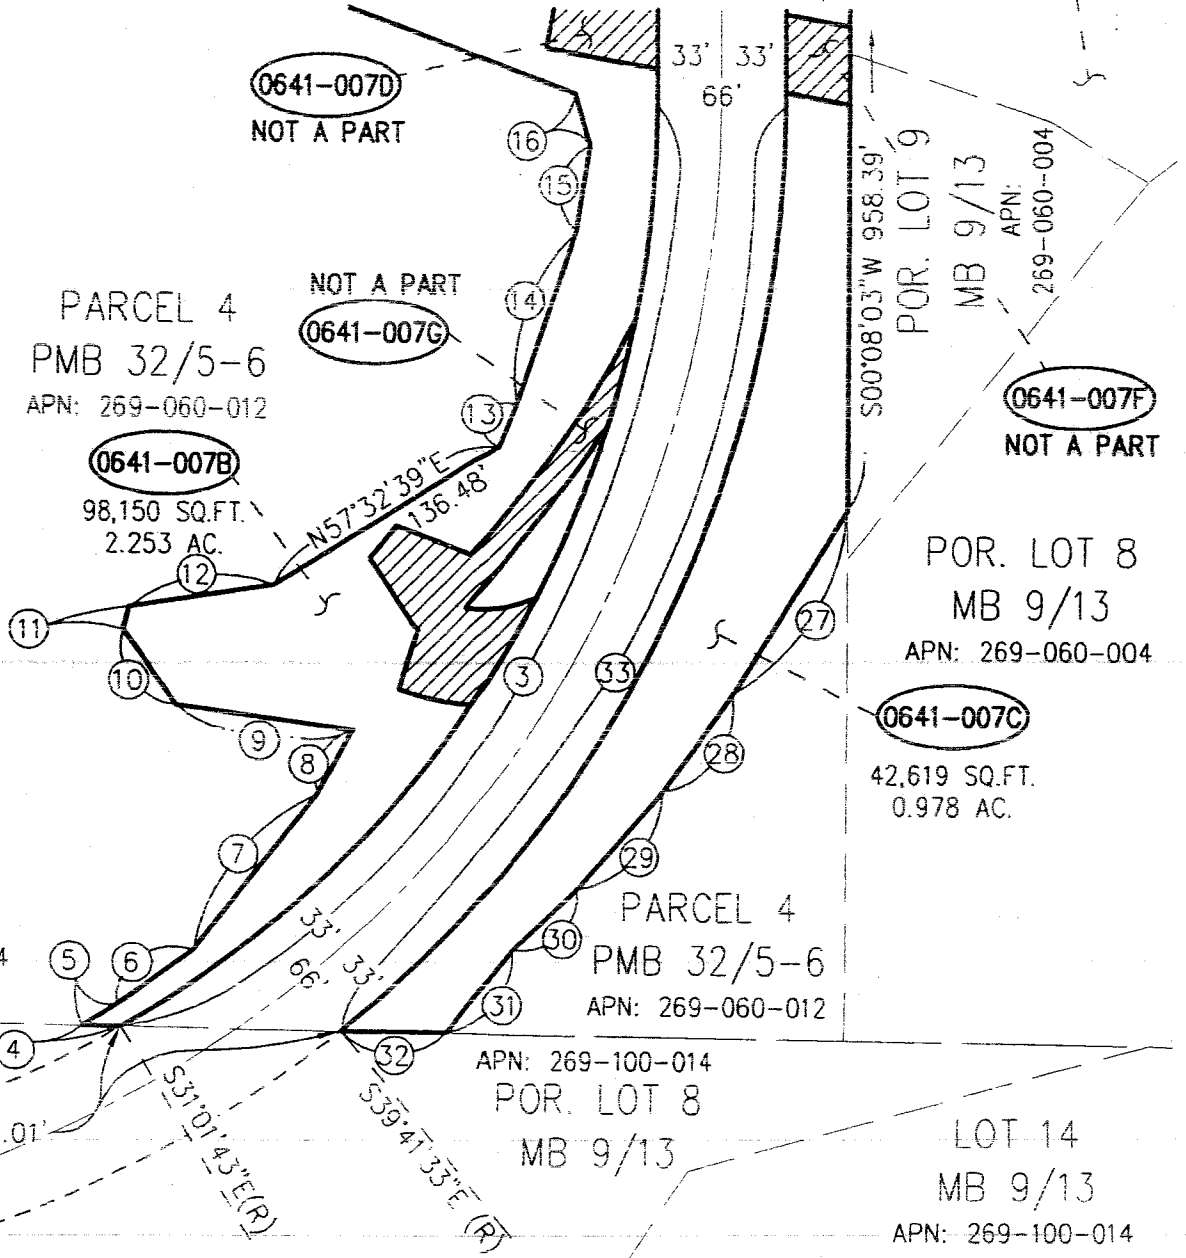 33'
33'
66'
0641-007D
NOT A PART
16
15
S00°08'03"W 958.39'
POR. LOT 9
MB 9/13
APN:
269-060-004
NOT A PART
0641-007G
14
PARCEL 4
PMB 32/5-6
APN: 269-060-012
0641-007B
98,150 SQ.FT.
2.253 AC.
13
N57°32'39"E
136.48'
0641-007F
NOT A PART
12
11
10
9
8
7
3
33
27
POR. LOT 8
MB 9/13
APN: 269-060-004
0641-007C
42,619 SQ.FT.
0.978 AC.
28
29
30
31
32
PARCEL 4
PMB 32/5-6
APN: 269-060-012
33'
66'
33'
4
5
6
4
.01'
S31°01'43"E(R)
S39°41'33"E (R)
APN: 269-100-014
POR. LOT 8
MB 9/13
LOT 14
MB 9/13
APN: 269-100-014